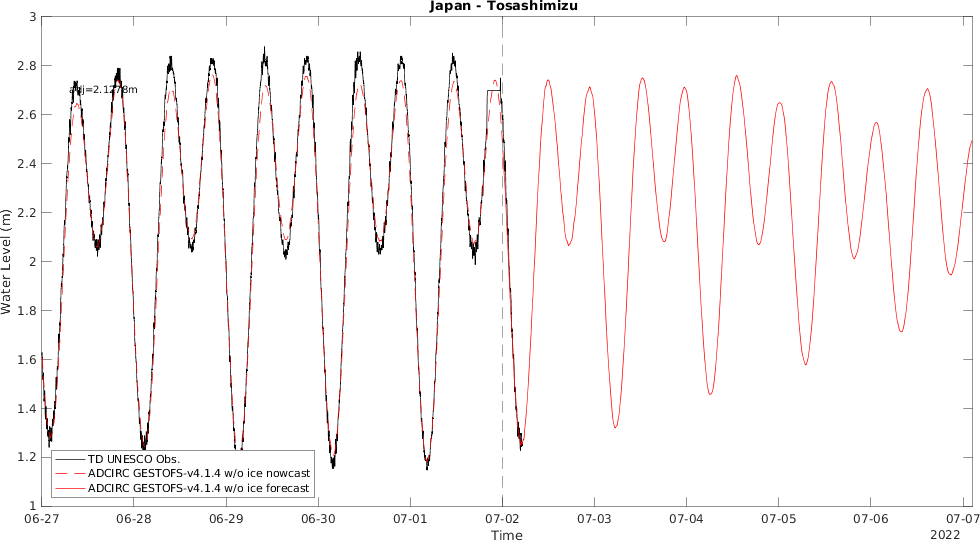 Japan - Tosashimizu
3
2.8
2.6
2.4
2.2
2
1.8
1.6
1.4
1.2
1
Water Level (m)
adj=2.1278m
TD UNESCO Obs.
ADCIRC GESTOFS-v4.1.4 w/o ice nowcast
ADCIRC GESTOFS-v4.1.4 w/o ice forecast
06-27 06-28 06-29 06-30 07-01 07-02 07-03 07-04 07-05 07-06 07-07
Time
2022